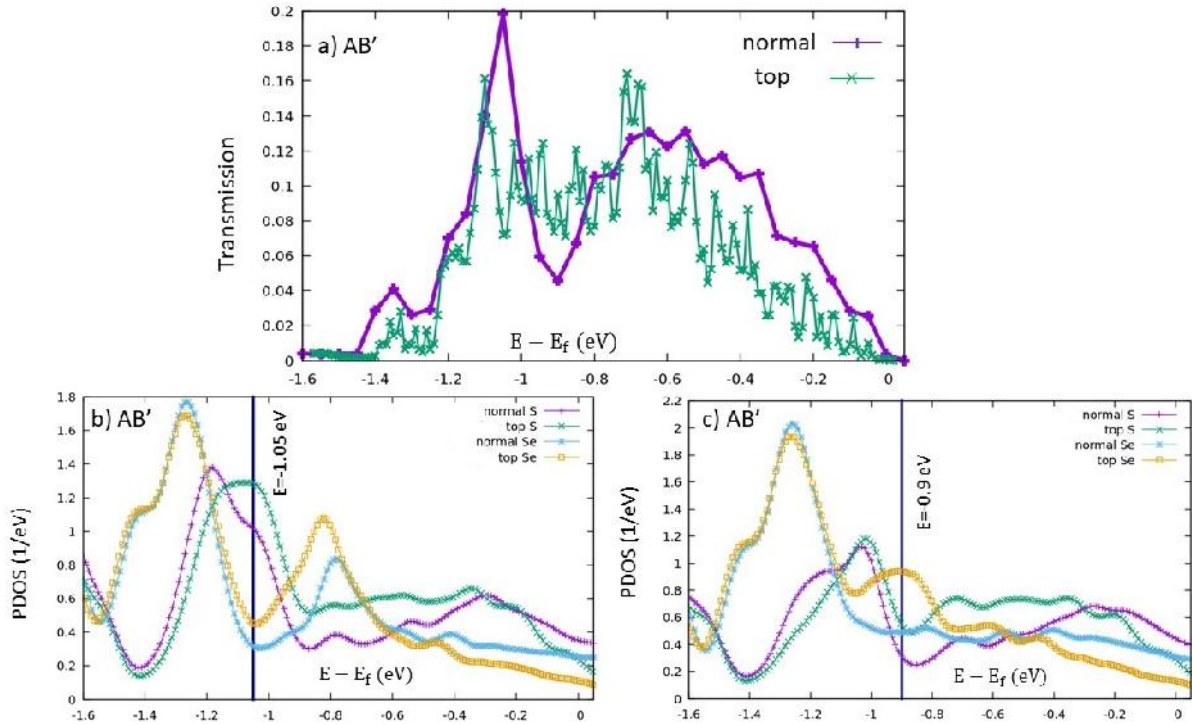 a) AB’
normal
top
0.2
0.18
0.16
0.14
0.12
0.1
0.08
0.06
0.04
0.02
0
Transmission
E − E_f (eV)
-1.6 -1.4 -1.2 -1 -0.8 -0.6 -0.4 -0.2 0
b) AB’
normal S
top S
normal Se
top Se
E=-1.05 eV
1.8
1.6
1.4
1.2
1
0.8
0.6
0.4
0.2
0
PDOS (1/eV)
E − E_f (eV)
-1.6 -1.4 -1.2 -1 -0.8 -0.6 -0.4 -0.2 0
c) AB’
normal S
top S
normal Se
top Se
E= 0.9 eV
2.2
2
1.8
1.6
1.4
1.2
1
0.8
0.6
0.4
0.2
0
PDOS (1/eV)
E − E_f (eV)
-1.6 -1.4 -1.2 -1 -0.8 -0.6 -0.4 -0.2 0